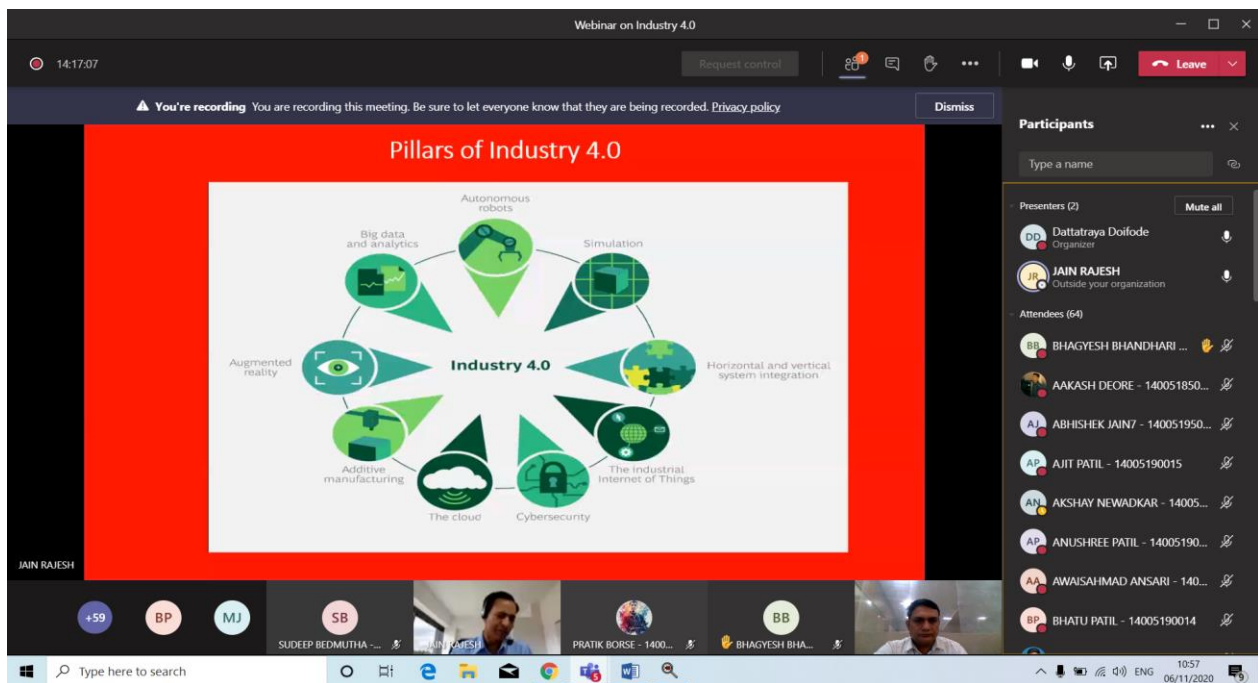 Webinar on Industry 4.0
14:17:07
Request control
1
Leave
You're recording You are recording this meeting. Be sure to let everyone know that they are being recorded. Privacy policy
Dismiss
Pillars of Industry 4.0
Autonomous
robots
Big data
and analytics
Simulation
Augmented
reality
Industry 4.0
Horizontal and vertical
system integration
Additive
manufacturing
The industrial
Internet of Things
The cloud
Cybersecurity
JAIN RAJESH
Participants
Type a name
Presenters (2)
Mute all
DD
Dattatraya Doifode
Organizer
JR
JAIN RAJESH
Outside your organization
Attendees (64)
BB
BHAGYESH BHANDHARI ...
AAKASH DEORE - 140051850...
AJ
ABHISHEK JAIN7 - 140051950...
AP
AJIT PATIL - 14005190015
AN
AKSHAY NEWADKAR - 14005...
AP
ANUSHREE PATIL - 14005190...
AA
AWAISAHMAD ANSARI - 140...
BP
BHATU PATIL - 14005190014
+59
BP
MJ
SB
SUDEEP BEDMUTHA -...
JAIN RAJESH
PRATIK BORSE - 1400...
BB
BHAGYESH BHA...
Type here to search
ENG
10:57
06/11/2020